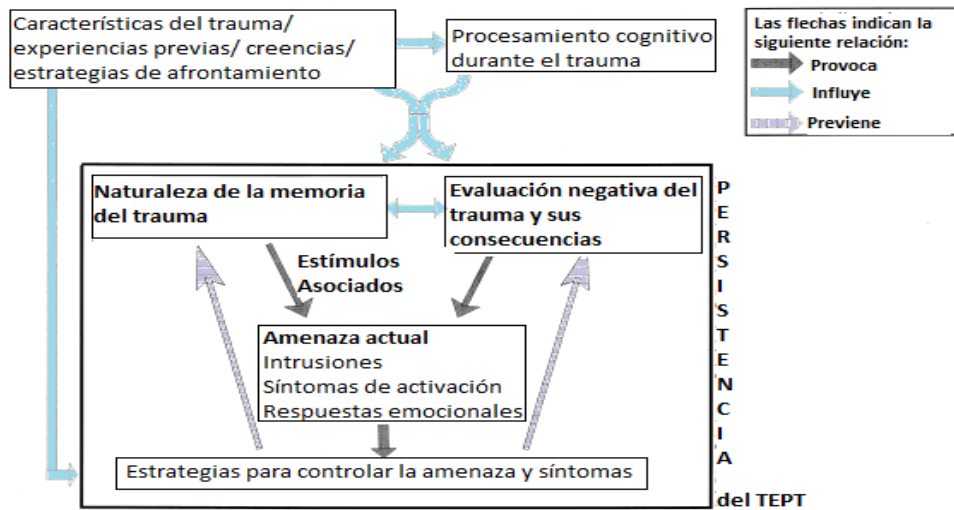 Características del trauma/
experiencias previas/ creencias/
estrategias de afrontamiento
Procesamiento cognitivo
durante el trauma
Las flechas indican la
siguiente relación:
Provoca
Influye
Previene
Naturaleza de la memoria
del trauma
Evaluación negativa del
trauma y sus
consecuencias
Estímulos
Asociados
Amenaza actual
Intrusiones
Síntomas de activación
Respuestas emocionales
Estrategias para controlar la amenaza y síntomas
P
E
R
S
I
S
T
E
N
C
I
A
del TEPT